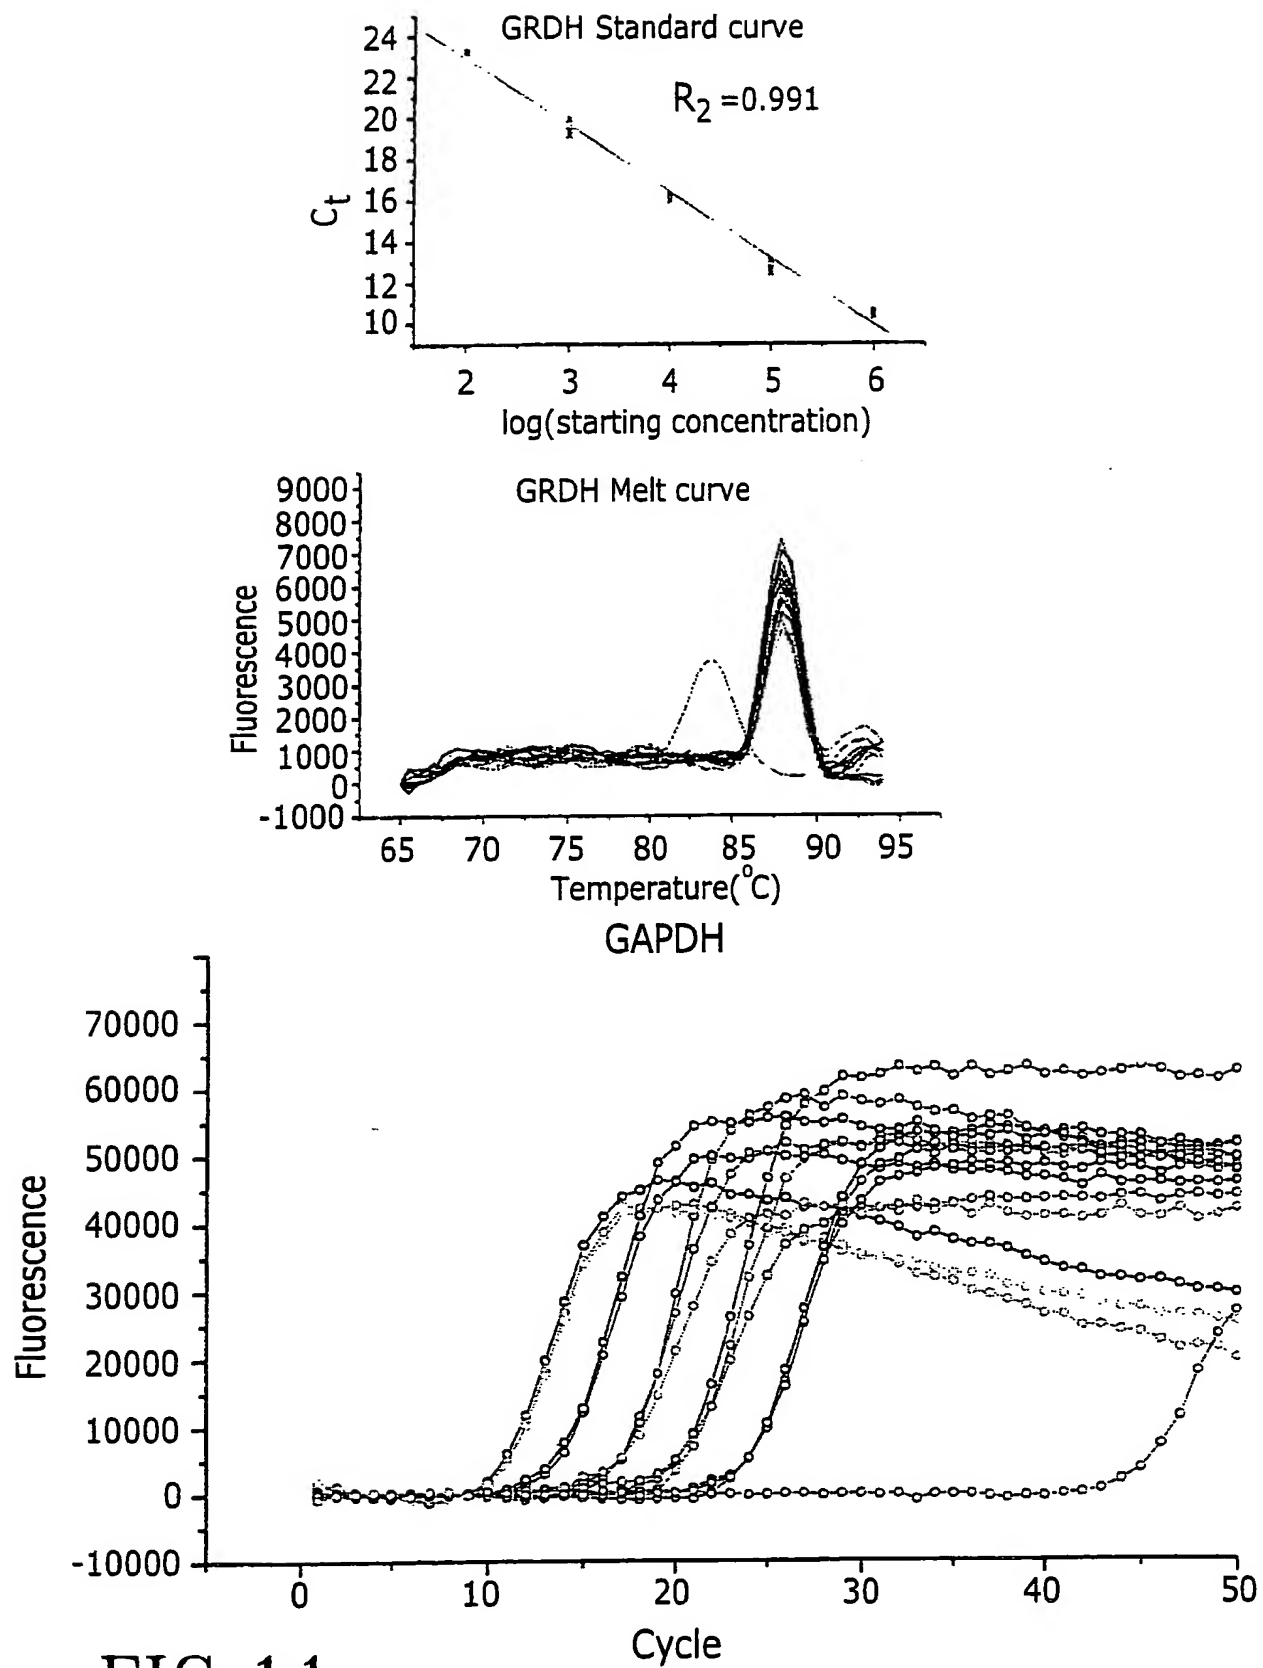 GRDH Standard curve
R2 =0.991
24
22
20
18
16
14
12
10
Ct
2 3 4 5 6
log(starting concentration)
GRDH Melt curve
9000
8000
7000
6000
5000
4000
3000
2000
1000
0
-1000
Fluorescence
65 70 75 80 85 90 95
Temperature(°C)
GAPDH
70000
60000
50000
40000
30000
20000
10000
0
-10000
Fluorescence
0 10 20 30 40 50
Cycle
FIG. 11